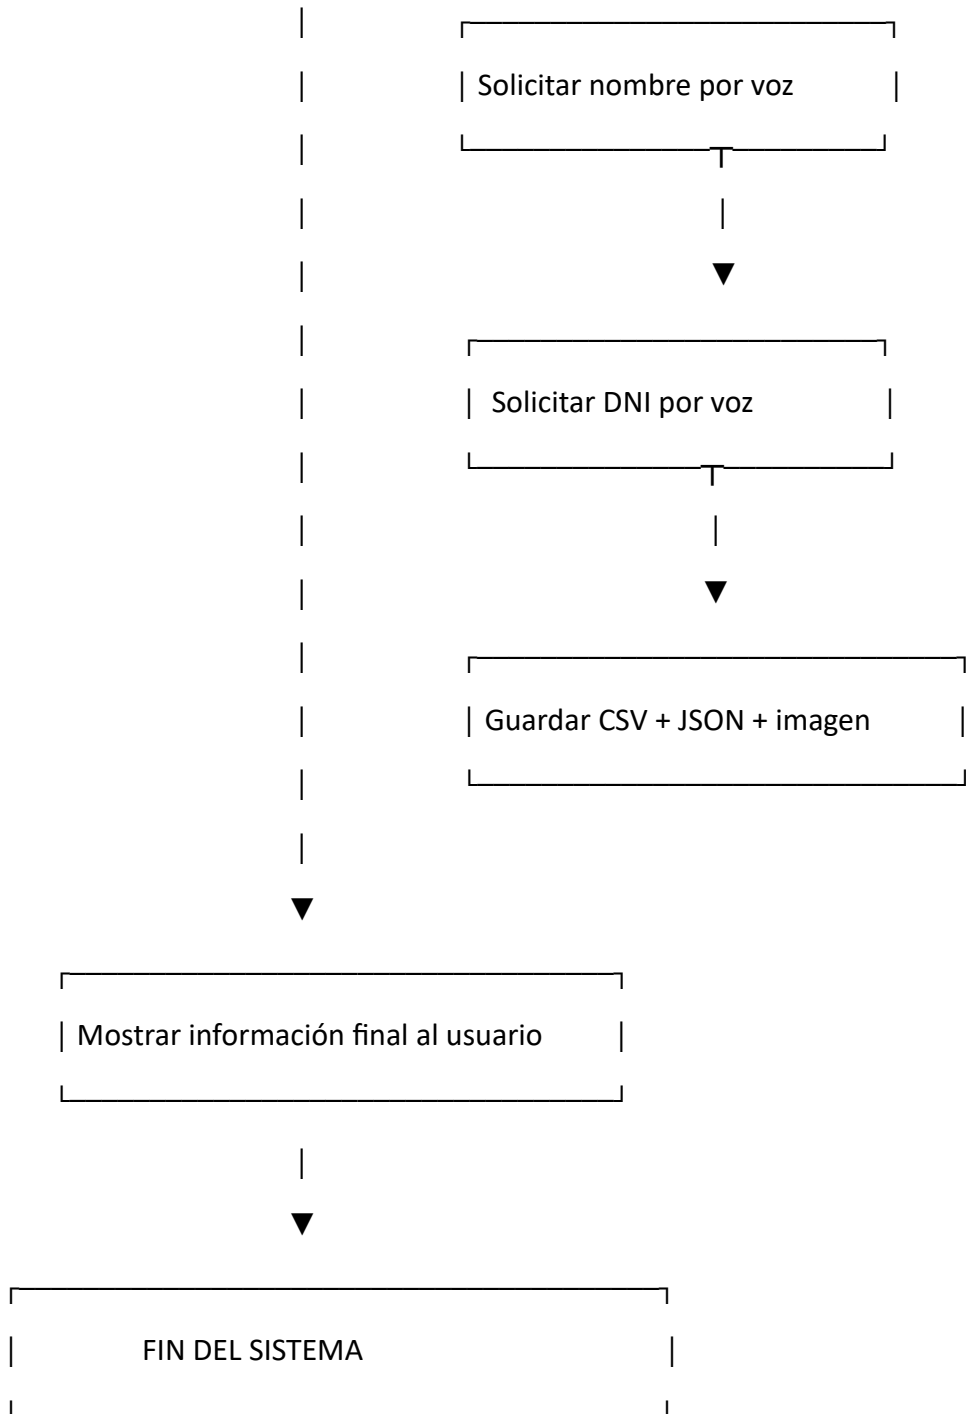 Solicitar nombre por voz
Solicitar DNI por voz
Guardar CSV + JSON + imagen
Mostrar información final al usuario
FIN DEL SISTEMA